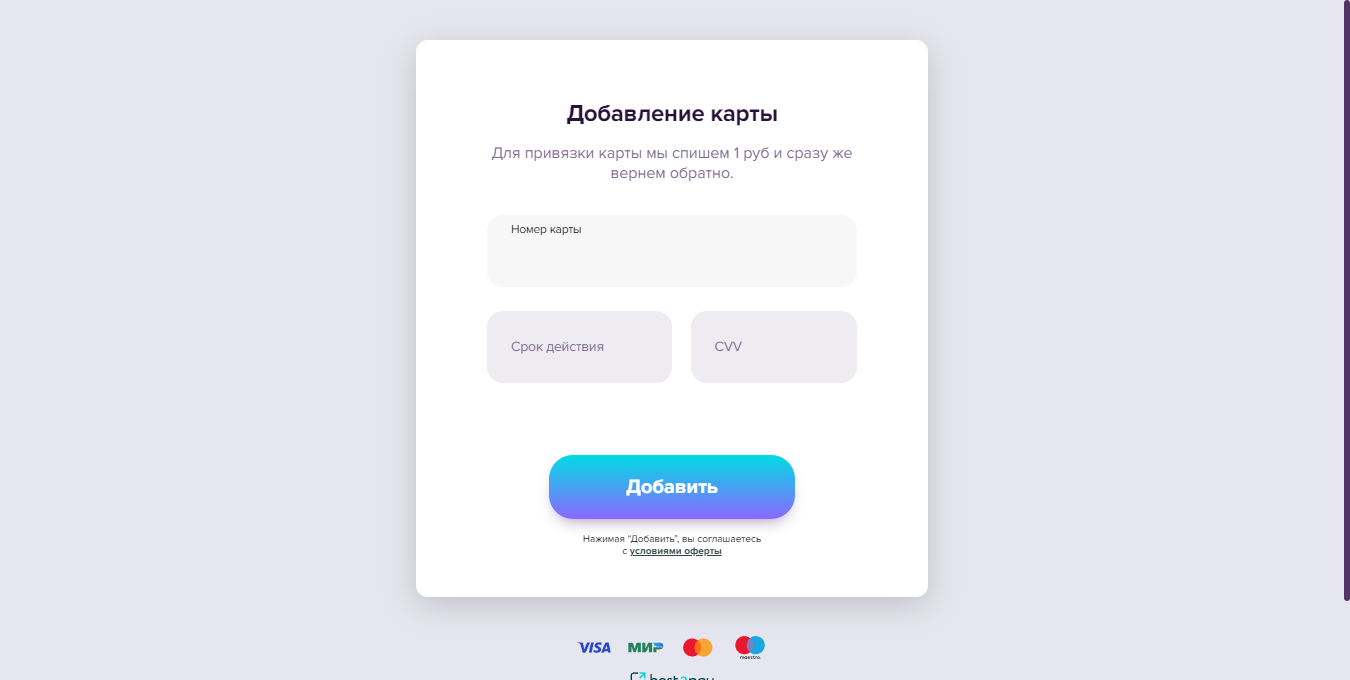 Добавление карты
Для привязки карты мы спишем 1 руб и сразу же
вернем обратно.
Номер карты
Срок действия
CVV
Добавить
Нажимая “Добавить”, вы соглашаетесь
с условиями оферты
VISA
МИР
maestro
best2pay